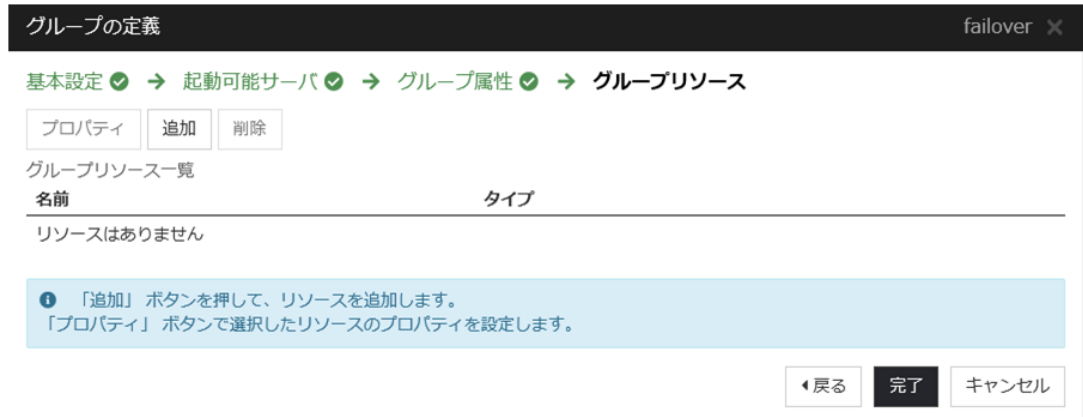 グループの定義 failover ×
基本設定 → 起動可能サーバ → グループ属性 → グループリソース
プロパティ 追加 削除
グループリソース一覧
名前 タイプ
リソースはありません
「追加」 ボタンを押して、リソースを追加します。
「プロパティ」 ボタンで選択したリソースのプロパティを設定します。
戻る 完了 キャンセル